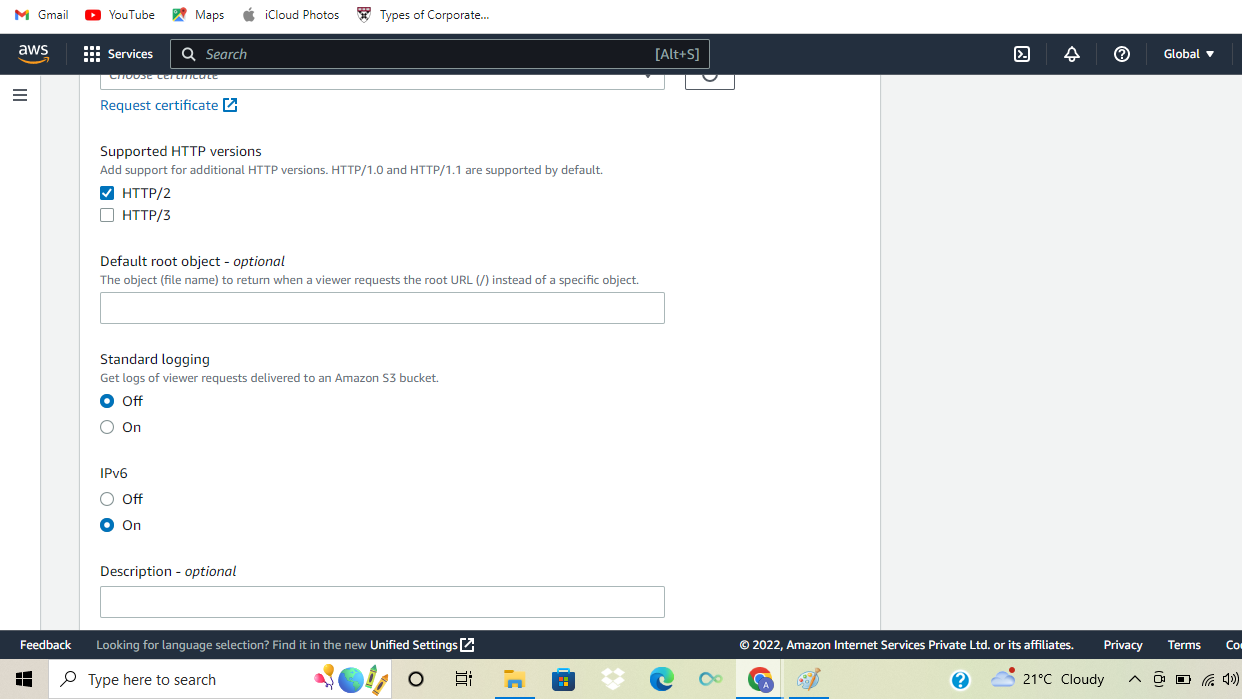 Gmail YouTube Maps iCloud Photos Types of Corporate...
aws Services Search [Alt+S] Global
Choose certificate
Request certificate
Supported HTTP versions
Add support for additional HTTP versions. HTTP/1.0 and HTTP/1.1 are supported by default.
HTTP/2
HTTP/3
Default root object - optional
The object (file name) to return when a viewer requests the root URL (/) instead of a specific object.
Standard logging
Get logs of viewer requests delivered to an Amazon S3 bucket.
Off
On
IPv6
Off
On
Description - optional
Feedback Looking for language selection? Find it in the new Unified Settings © 2022, Amazon Internet Services Private Ltd. or its affiliates. Privacy Terms Co
Type here to search 21°C Cloudy